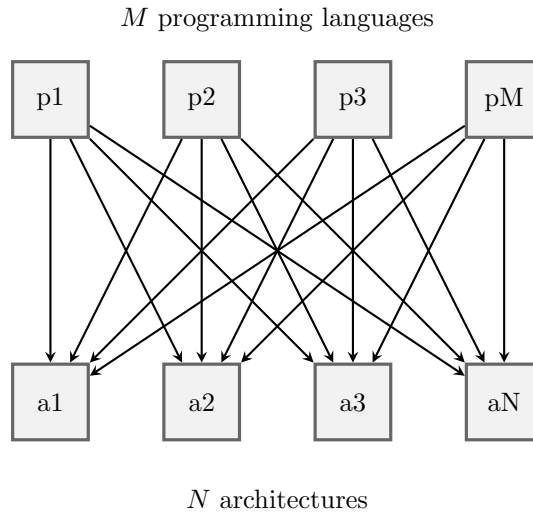 M programming languages
p1 p2 p3 pM
a1 a2 a3 aN
N architectures